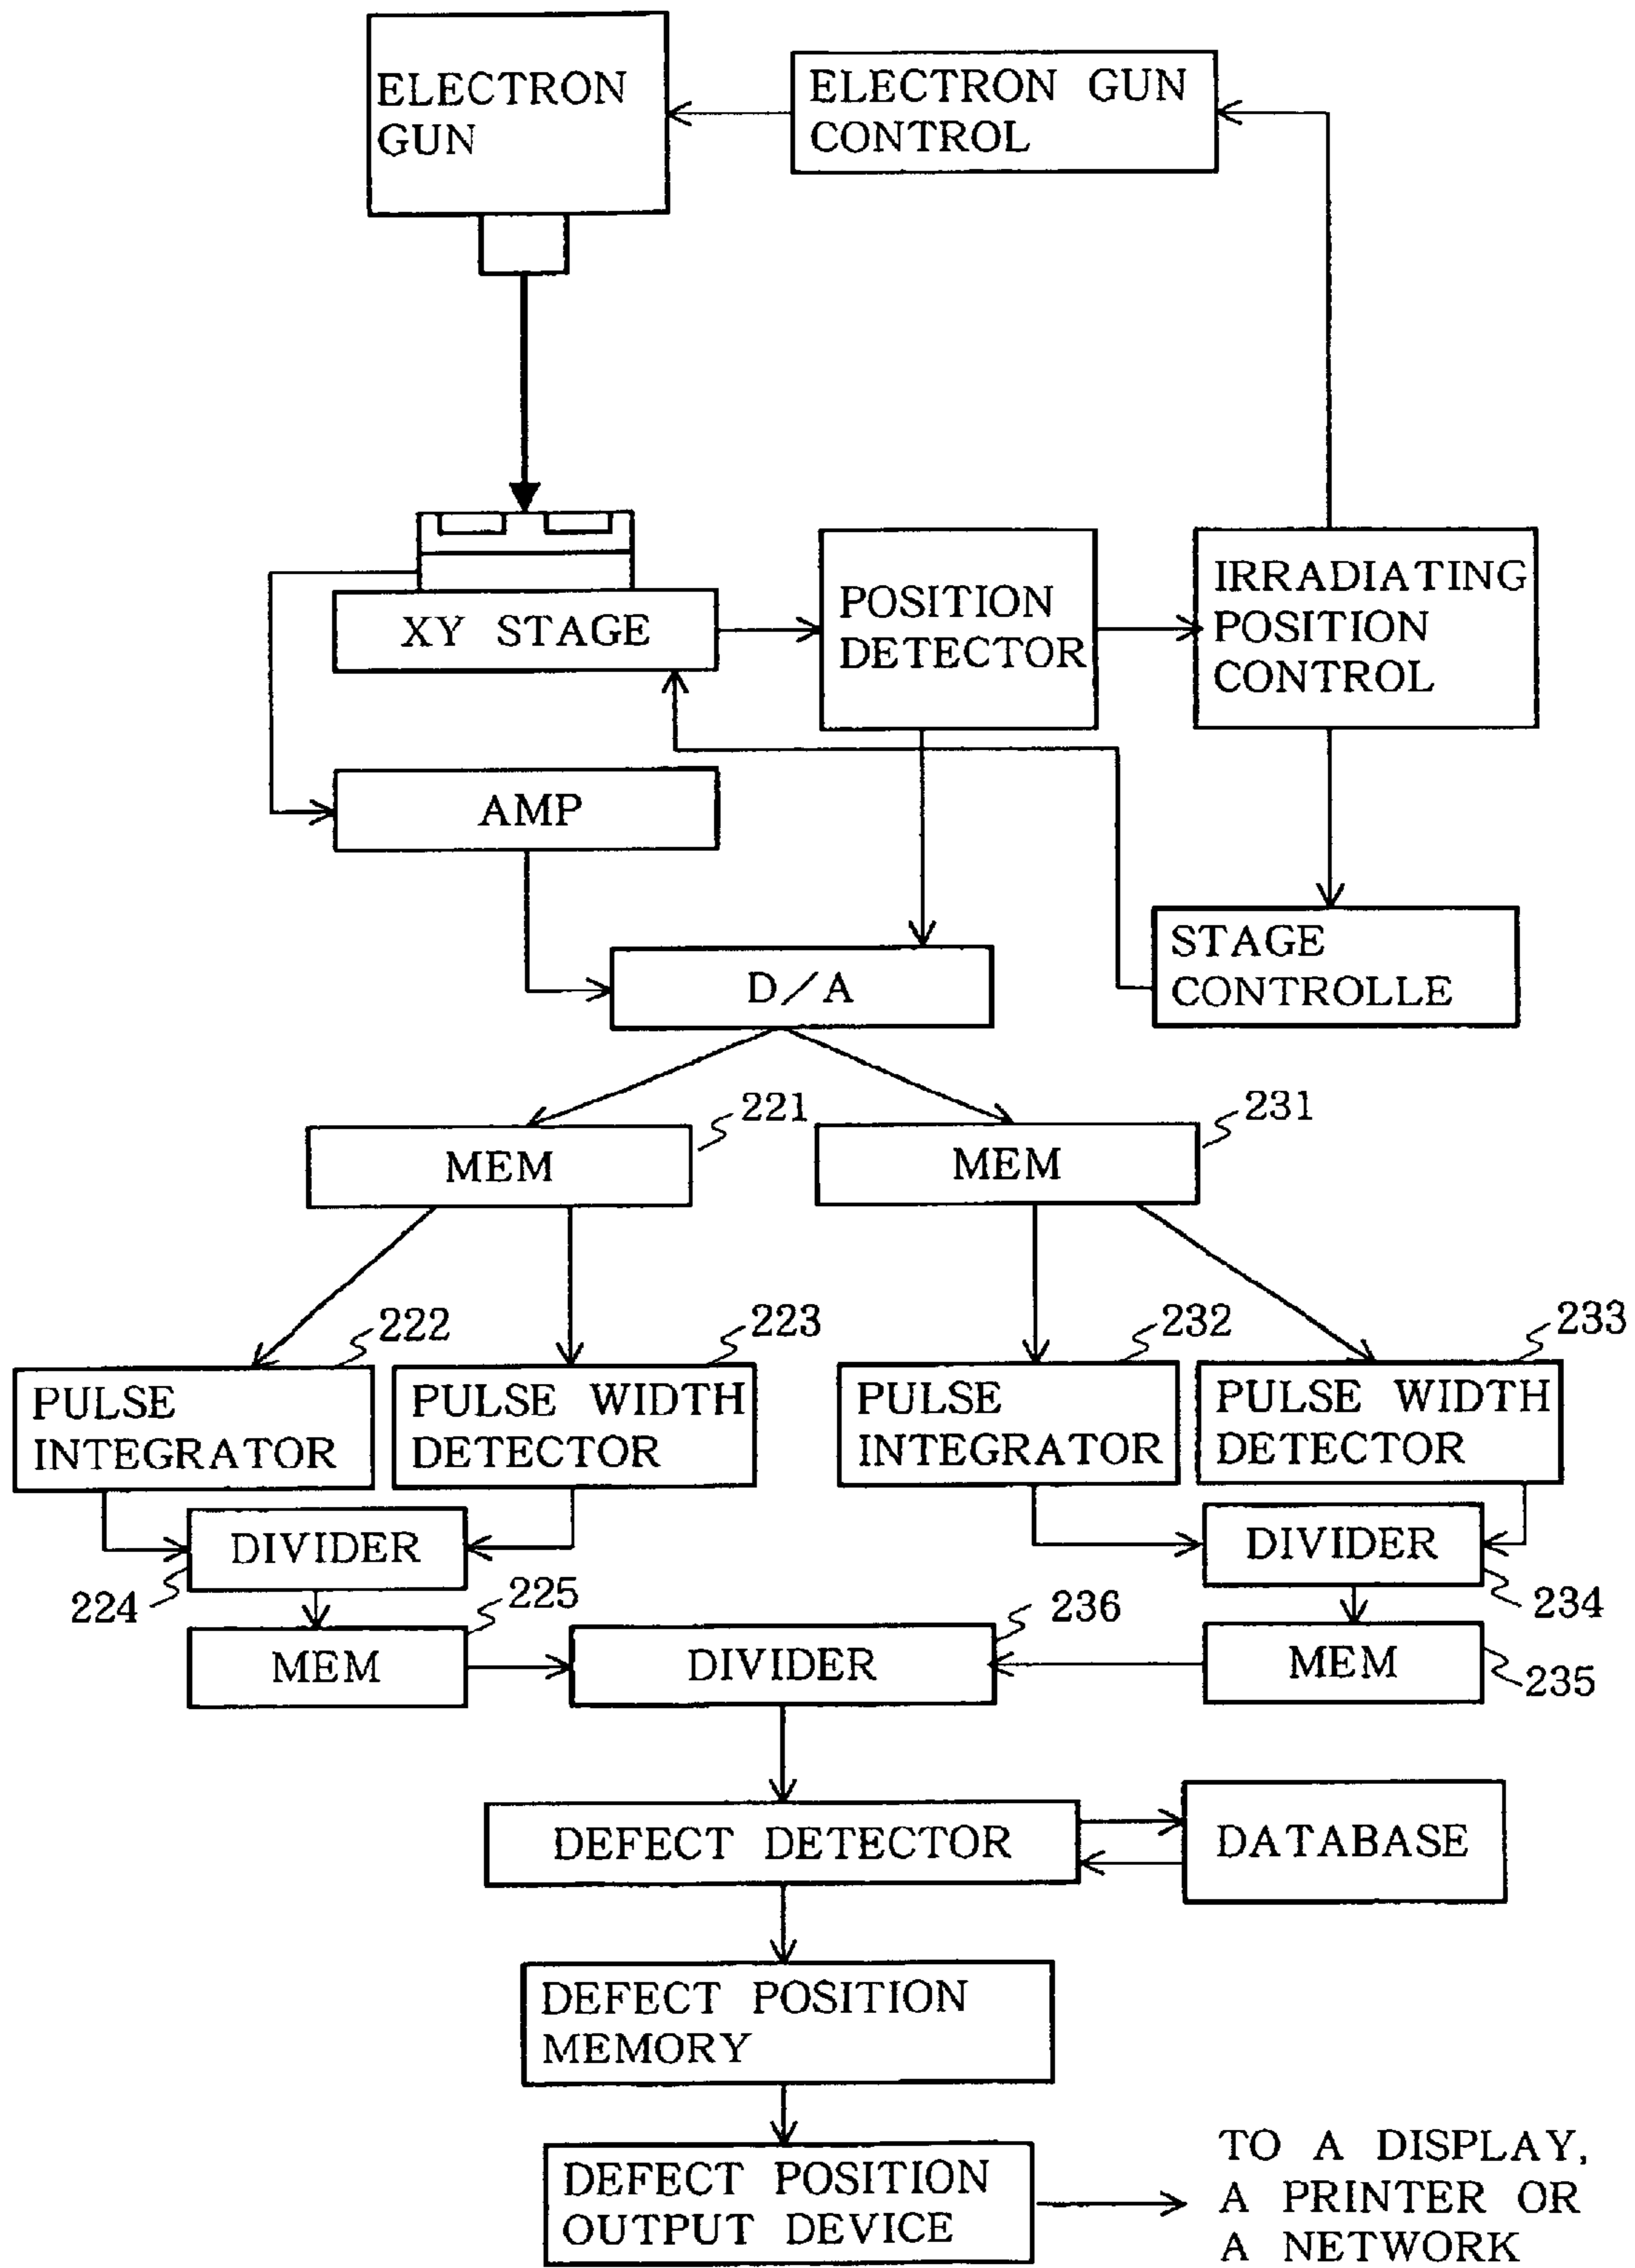 ELECTRON
GUN
ELECTRON GUN
CONTROL
XY STAGE
POSITION
DETECTOR
IRRADIATING
POSITION
CONTROL
AMP
STAGE
CONTROLLE
D/A
221
231
MEM
MEM
222
223
232
233
PULSE
INTEGRATOR
PULSE WIDTH
DETECTOR
PULSE
INTEGRATOR
PULSE WIDTH
DETECTOR
DIVIDER
DIVIDER
224
225
236
234
MEM
DIVIDER
MEM
235
DEFECT DETECTOR
DATABASE
DEFECT POSITION
MEMORY
DEFECT POSITION
OUTPUT DEVICE
TO A DISPLAY,
A PRINTER OR
A NETWORK